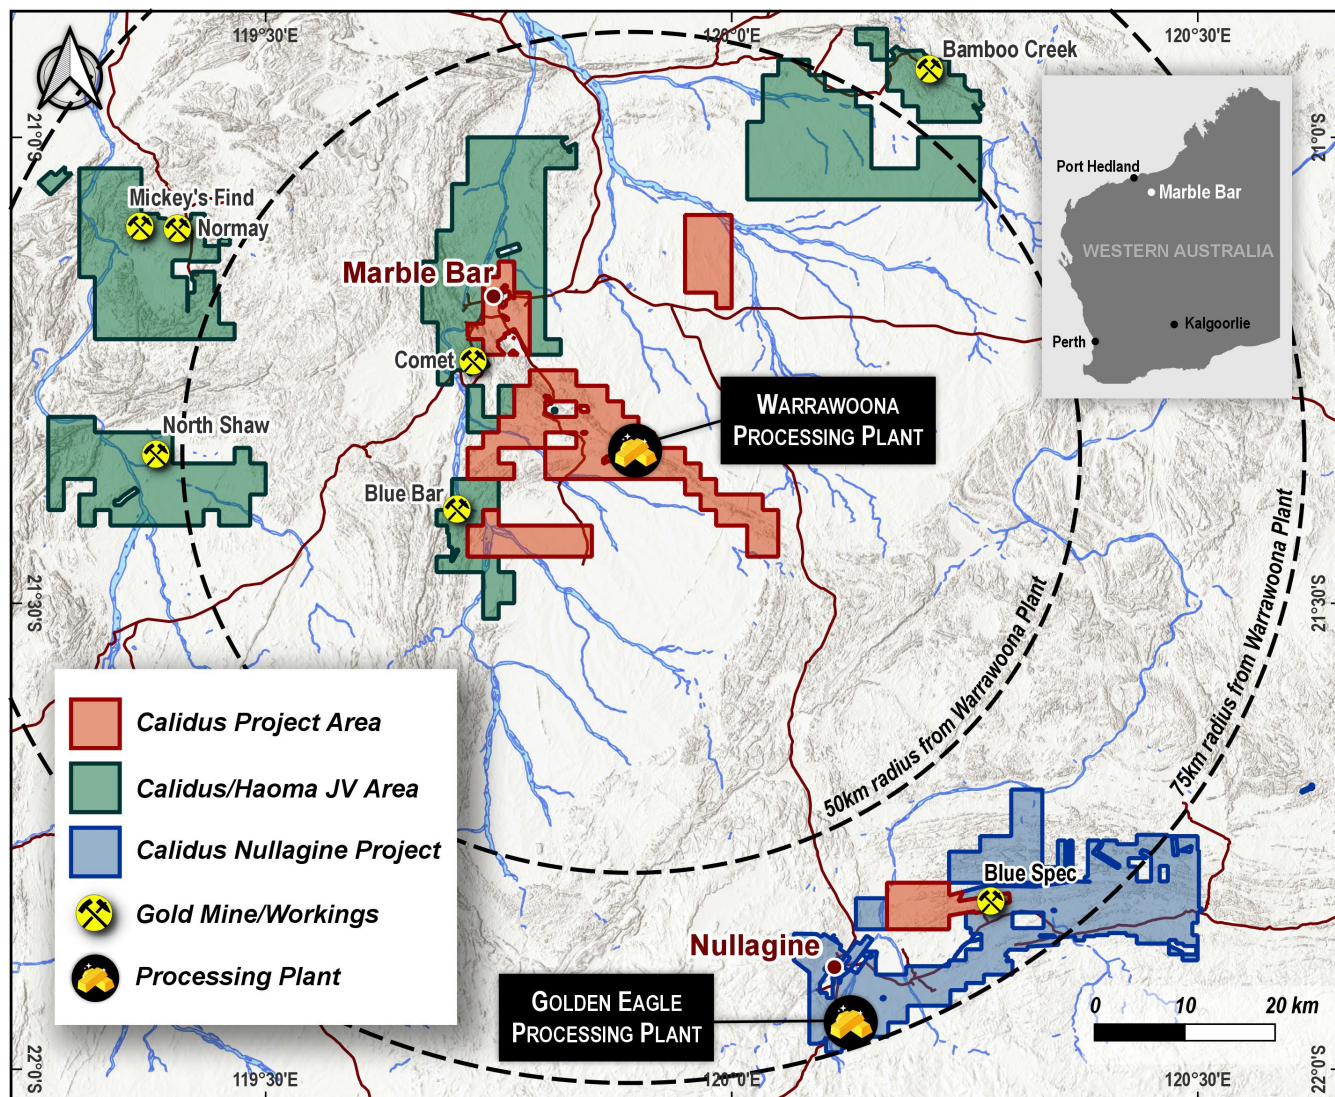 119°30'E
120°0'E
120°30'E
Bamboo Creek
21°0'S
21°0'S
Port Hedland
Marble Bar
WESTERN AUSTRALIA
Kalgoorlie
Perth
Mickey's Find
Normay
Marble Bar
Comet
WARRAWOONA
PROCESSING PLANT
North Shaw
Blue Bar
21°30'S
21°30'S
50km radius from Warrawoona Plant
75km radius from Warrawoona Plant
Calidus Project Area
Calidus/Haoma JV Area
Calidus Nullagine Project
Gold Mine/Workings
Processing Plant
Blue Spec
Nullagine
GOLDEN EAGLE
PROCESSING PLANT
0 10 20 km
22°0'S
22°0'S
119°30'E
120°0'E
120°30'E